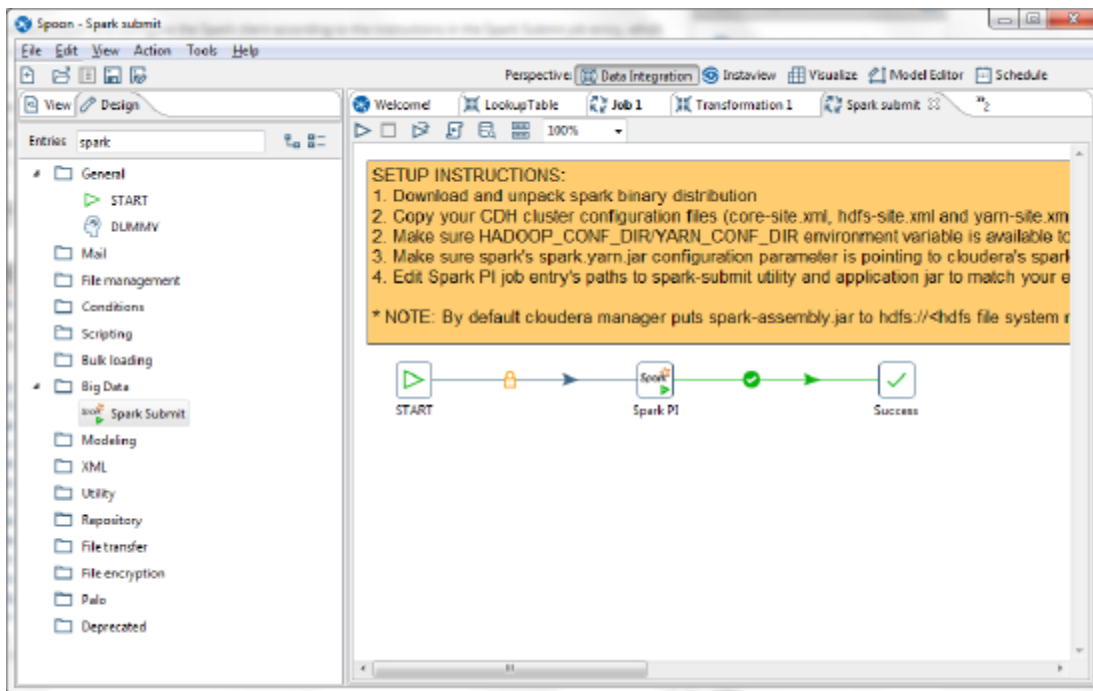 Spoon - Spark submit
File Edit View Action Tools Help
Perspective: Data Integration Instaview Visualize Model Editor Schedule
View Design
Welcome! LookupTable Job 1 Transformation 1 Spark submit 2
100%
Entries spark
General
START
DUMMY
Mail
File management
Conditions
Scripting
Bulk loading
Big Data
Spark Submit
Modeling
XML
Utility
Repository
File transfer
File encryption
Palo
Deprecated
SETUP INSTRUCTIONS:
1. Download and unpack spark binary distribution
2. Copy your CDH cluster configuration files (core-site.xml, hdfs-site.xml and yarn-site.xm
2. Make sure HADOOP_CONF_DIR/YARN_CONF_DIR environment variable is available to
3. Make sure spark's spark.yarn.jar configuration parameter is pointing to cloudera's spark
4. Edit Spark PI job entry's paths to spark-submit utility and application jar to match your e
* NOTE: By default cloudera manager puts spark-assembly.jar to hdfs://<hdfs file system r
Spark
START Spark PI Success